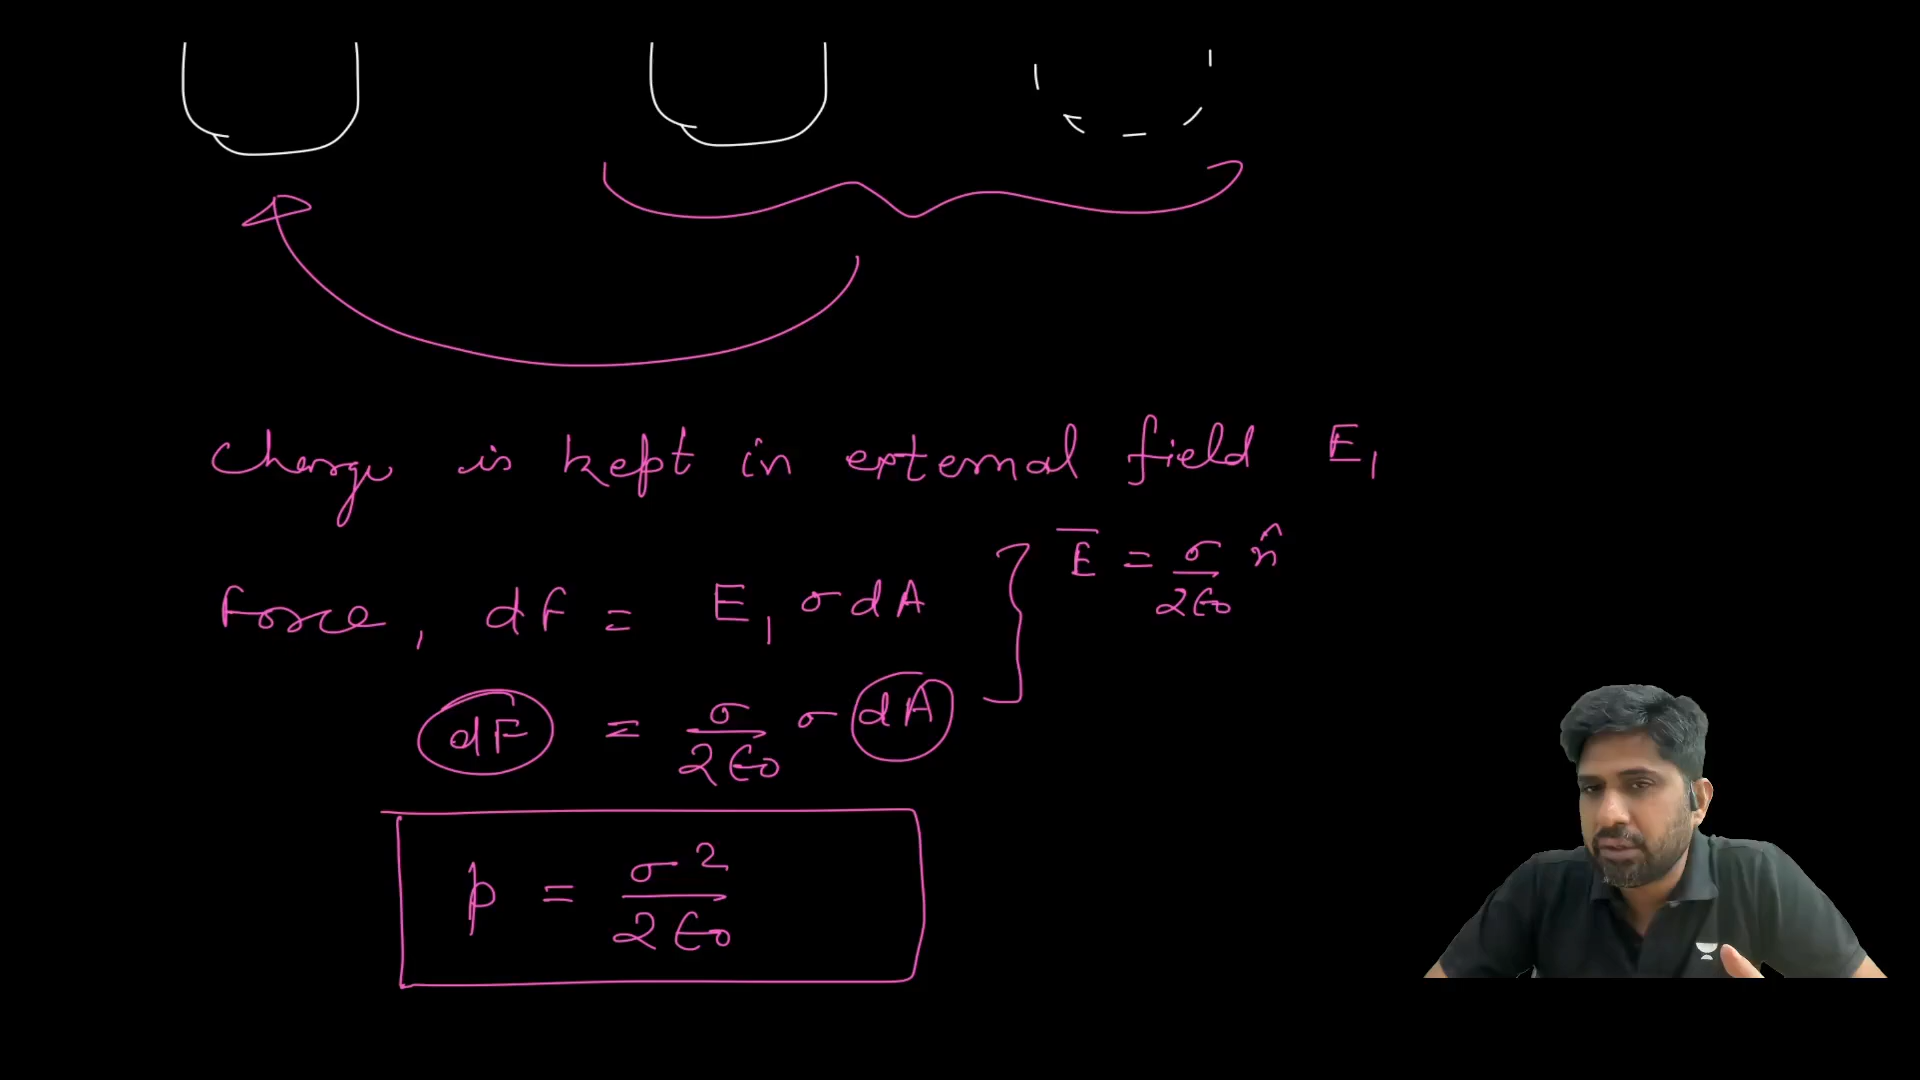 Charge is kept in external field E₁
Force, dF = E₁ σ dA
E̅ = σ/2ϵ₀ n̂
dF = σ/2ϵ₀ σ dA
p = σ²/2ϵ₀